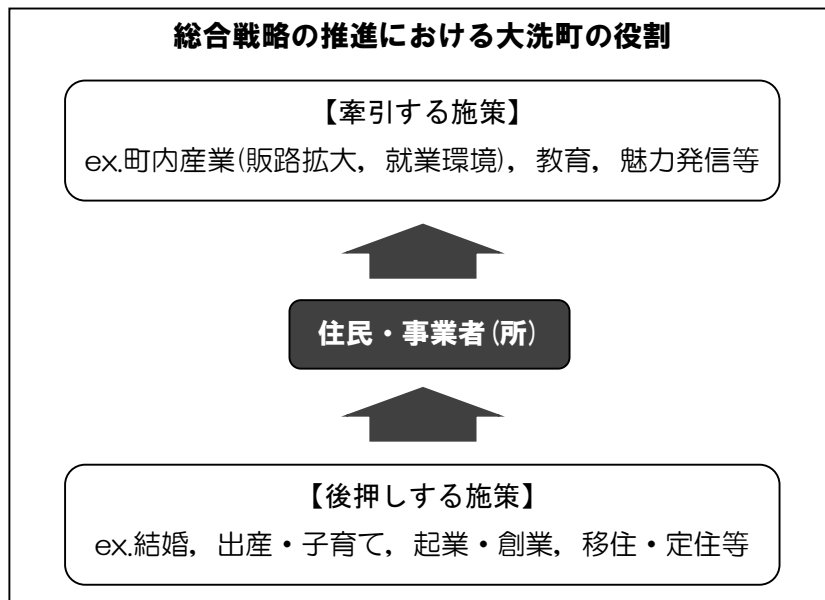 総合戦略の推進における大洗町の役割
【牽引する施策】
ex.町内産業(販路拡大，就業環境)，教育，魅力発信等
住民・事業者(所)
【後押しする施策】
ex.結婚，出産・子育て，起業・創業，移住・定住等